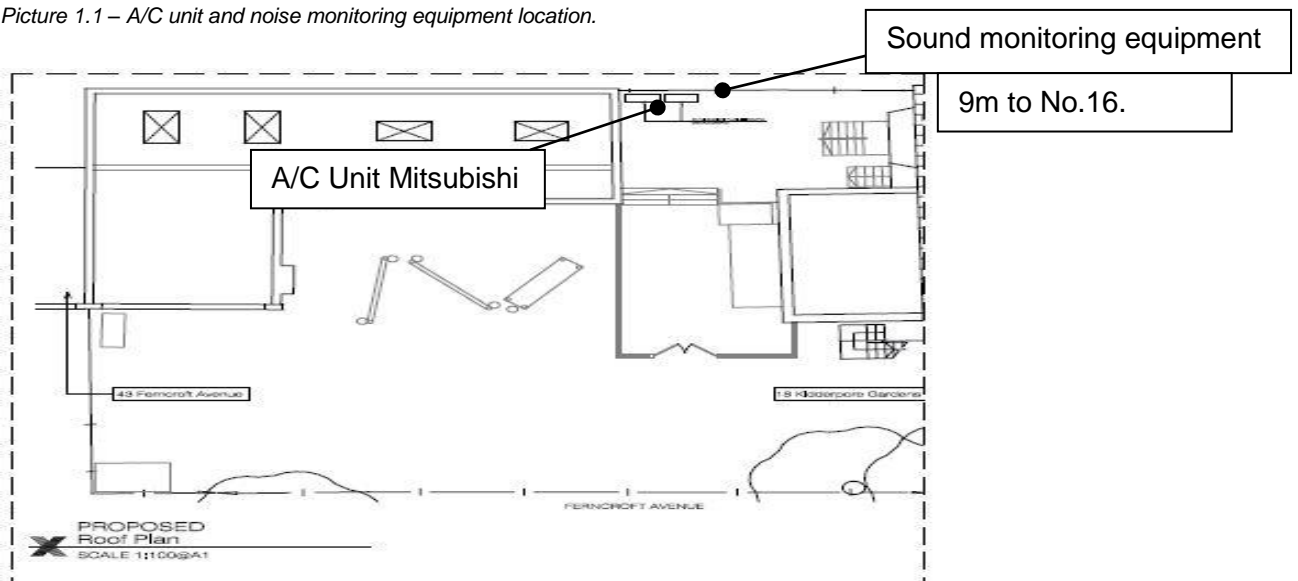 Picture 1.1 – A/C unit and noise monitoring equipment location.
Sound monitoring equipment
9m to No.16.
A/C Unit Mitsubishi
43 Ferncroft Avenue
18 Kidderpore Gardens
FERNCROFT AVENUE
PROPOSED
Roof Plan
SCALE 1:100@A1